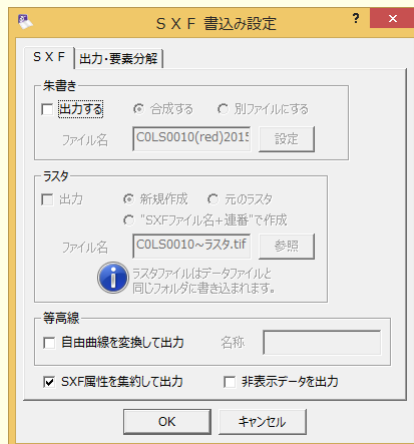 SXF 書込み設定
? ×
SXF 出力・要素分解
朱書き
出力する 合成する 別ファイルにする
ファイル名 C0LS0010(red)201 設定
ラスタ
出力 新規作成 元のラスタ
"SXFファイル名+連番"で作成
ファイル名 C0LS0010~ラスタ.tif 参照
ラスタファイルはデータファイルと
同じフォルダに書き込まれます。
等高線
自由曲線を変換して出力 名称
SXF属性を集約して出力 非表示データを出力
OK キャンセル